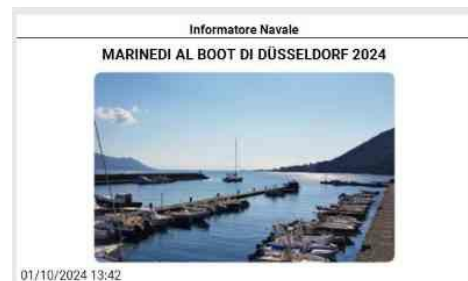 Informatore Navale
MARINEDI AL BOOT DI DÜSSELDORF 2024
01/10/2024 13:42